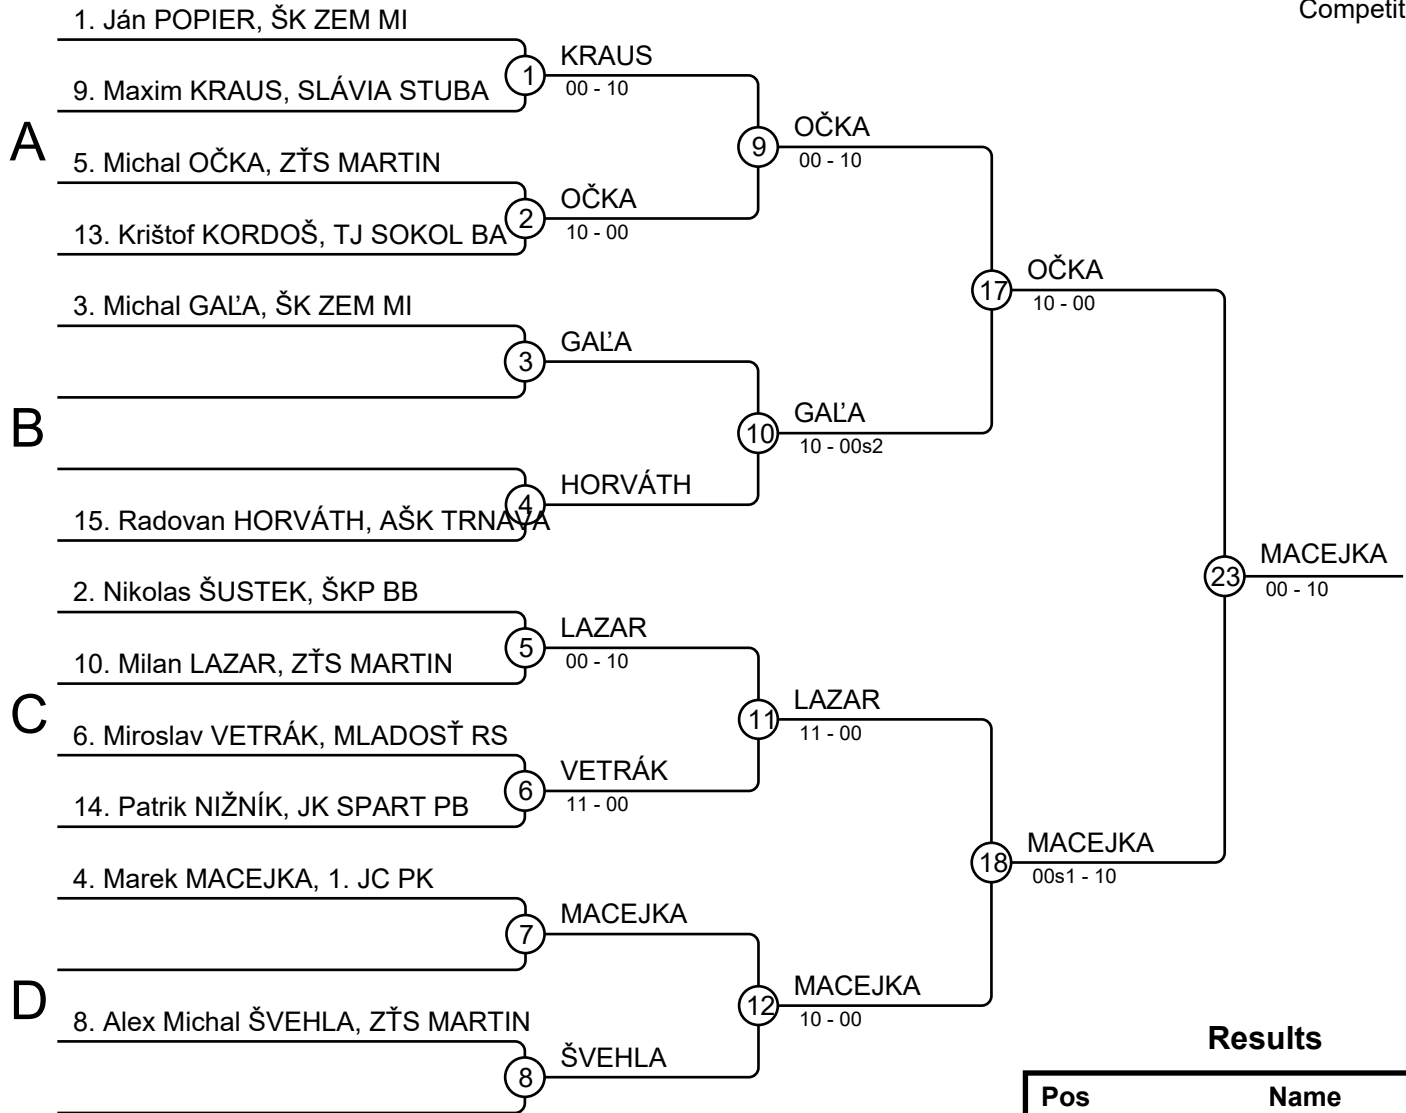 Competit
1. Ján POPIER, ŠK ZEM MI
1
KRAUS
00 - 10
9. Maxim KRAUS, SLÁVIA STUBA
A
9
OČKA
00 - 10
5. Michal OČKA, ZŤS MARTIN
2
OČKA
10 - 00
13. Krištof KORDOŠ, TJ SOKOL BA
17
OČKA
10 - 00
3. Michal GAĽA, ŠK ZEM MI
3
GAĽA
B
10
GAĽA
10 - 00s2
4
HORVÁTH
15. Radovan HORVÁTH, AŠK TRNAVA
23
MACEJKA
00 - 10
2. Nikolas ŠUSTEK, ŠKP BB
5
LAZAR
00 - 10
10. Milan LAZAR, ZŤS MARTIN
C
11
LAZAR
11 - 00
6. Miroslav VETRÁK, MLADOSŤ RS
6
VETRÁK
11 - 00
14. Patrik NIŽNÍK, JK SPART PB
18
MACEJKA
00s1 - 10
4. Marek MACEJKA, 1. JC PK
7
MACEJKA
D
12
MACEJKA
10 - 00
8. Alex Michal ŠVEHLA, ZŤS MARTIN
8
ŠVEHLA
Results
Pos Name